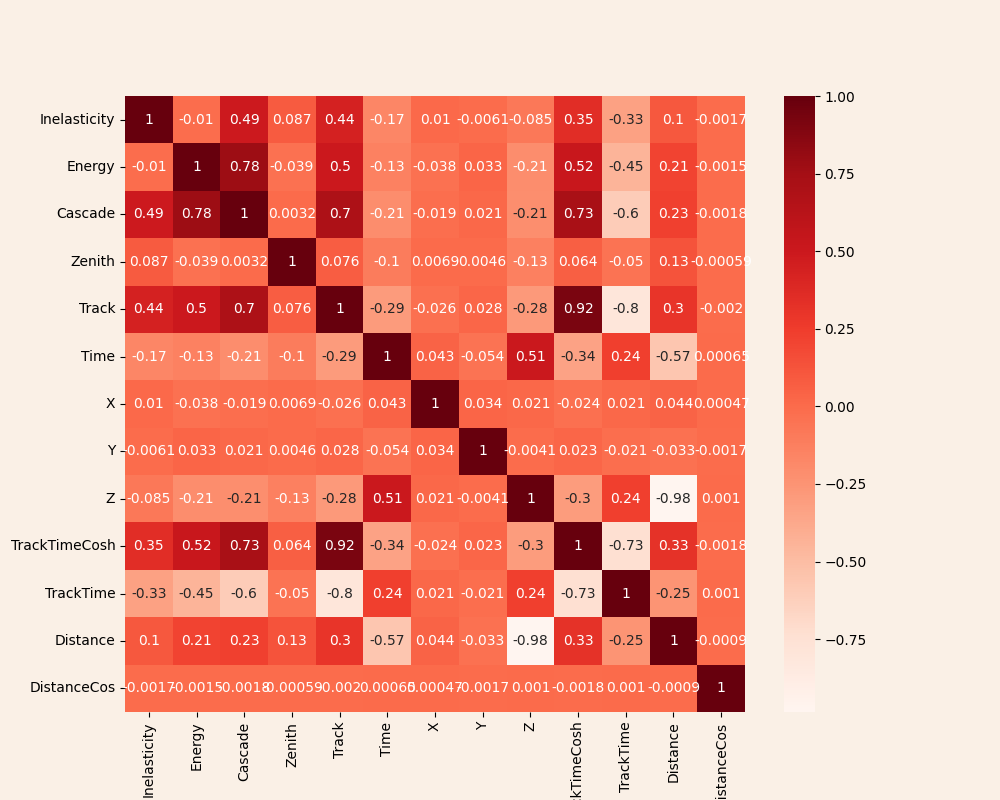 Inelasticity 1 -0.01 0.49 0.087 0.44 -0.17 0.01 -0.0061 -0.085 0.35 -0.33 0.1 -0.0017
Energy -0.01 1 0.78 -0.039 0.5 -0.13 -0.038 0.033 -0.21 0.52 -0.45 0.21 -0.0015
Cascade 0.49 0.78 1 0.0032 0.7 -0.21 -0.019 0.021 -0.21 0.73 -0.6 0.23 -0.0018
Zenith 0.087 -0.039 0.0032 1 0.076 -0.1 0.0069 0.0046 -0.13 0.064 -0.05 0.13 -0.00059
Track 0.44 0.5 0.7 0.076 1 -0.29 -0.026 0.028 -0.28 0.92 -0.8 0.3 -0.002
Time -0.17 -0.13 -0.21 -0.1 -0.29 1 0.043 -0.054 0.51 -0.34 0.24 -0.57 0.00065
X 0.01 -0.038 -0.019 0.0069 -0.026 0.043 1 0.034 0.021 -0.024 0.021 0.044 0.00047
Y -0.0061 0.033 0.021 0.0046 0.028 -0.054 0.034 1 -0.0041 0.023 -0.021 -0.033 -0.0017
Z -0.085 -0.21 -0.21 -0.13 -0.28 0.51 0.021 -0.0041 1 -0.3 0.24 -0.98 0.001
TrackTimeCosh 0.35 0.52 0.73 0.064 0.92 -0.34 -0.024 0.023 -0.3 1 -0.73 0.33 -0.0018
TrackTime -0.33 -0.45 -0.6 -0.05 -0.8 0.24 0.021 -0.021 0.24 -0.73 1 -0.25 0.001
Distance 0.1 0.21 0.23 0.13 0.3 -0.57 0.044 -0.033 -0.98 0.33 -0.25 1 -0.0009
DistanceCos -0.0017 -0.0015 -0.0018 0.00059 -0.002 0.00065 0.00047 -0.0017 0.001 -0.0018 0.001 -0.0009 1
Inelasticity Energy Cascade Zenith Track Time X Y Z kTimeCosh TrackTime Distance istanceCos
1.00
0.75
0.50
0.25
0.00
−0.25
−0.50
−0.75